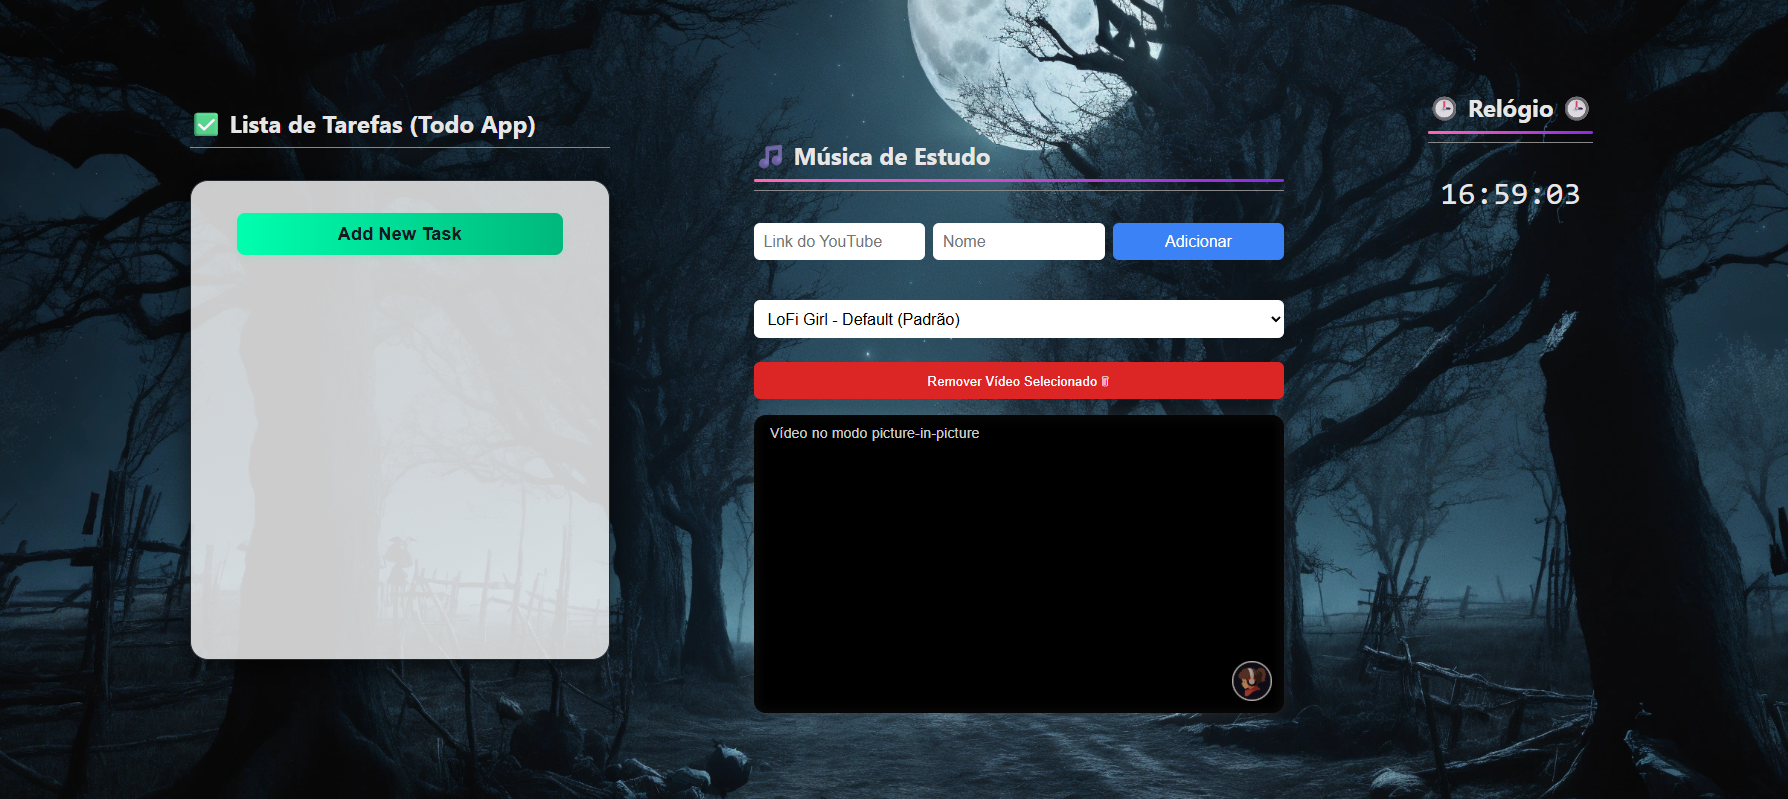 ✅ Lista de Tarefas (Todo App)
Add New Task
🎵 Música de Estudo
Link do YouTube
Nome
Adicionar
LoFi Girl - Default (Padrão)
Remover Vídeo Selecionado 🗑
Vídeo no modo picture-in-picture
🕒 Relógio 🕒
16:59:03